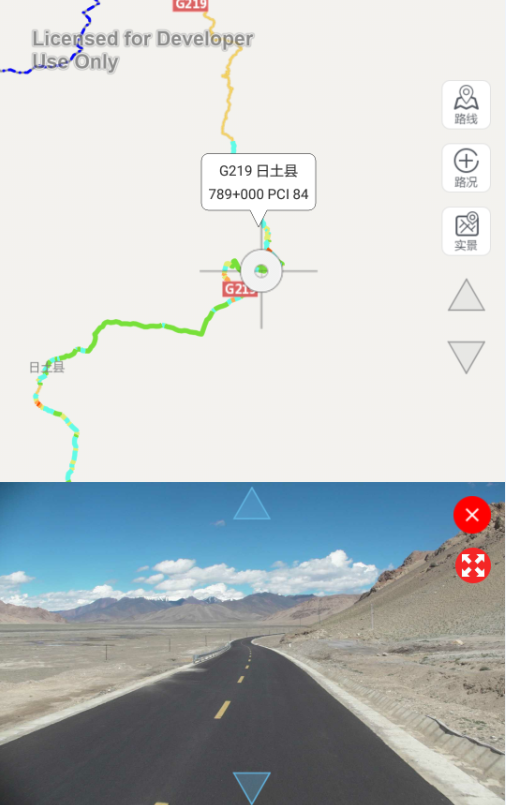 G219
Licensed for Developer
Use Only
路线
G219 日土县
789+000 PCI 84
路况
实景
G219
日土县